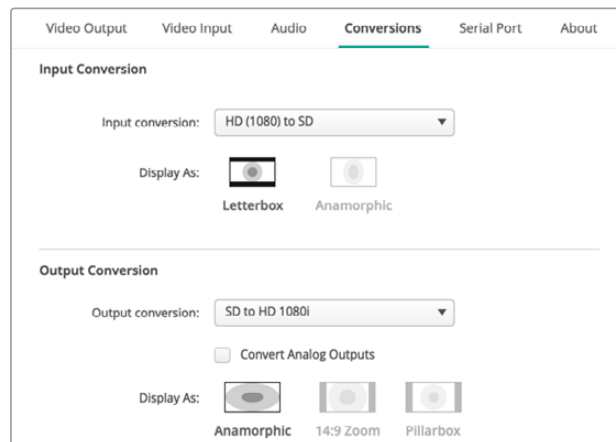 Video Output Video Input Audio Conversions Serial Port About
Input Conversion
Input conversion: HD (1080) to SD
Display As:
Letterbox Anamorphic
Output Conversion
Output conversion: SD to HD 1080i
Convert Analog Outputs
Display As:
Anamorphic 14:9 Zoom Pillarbox